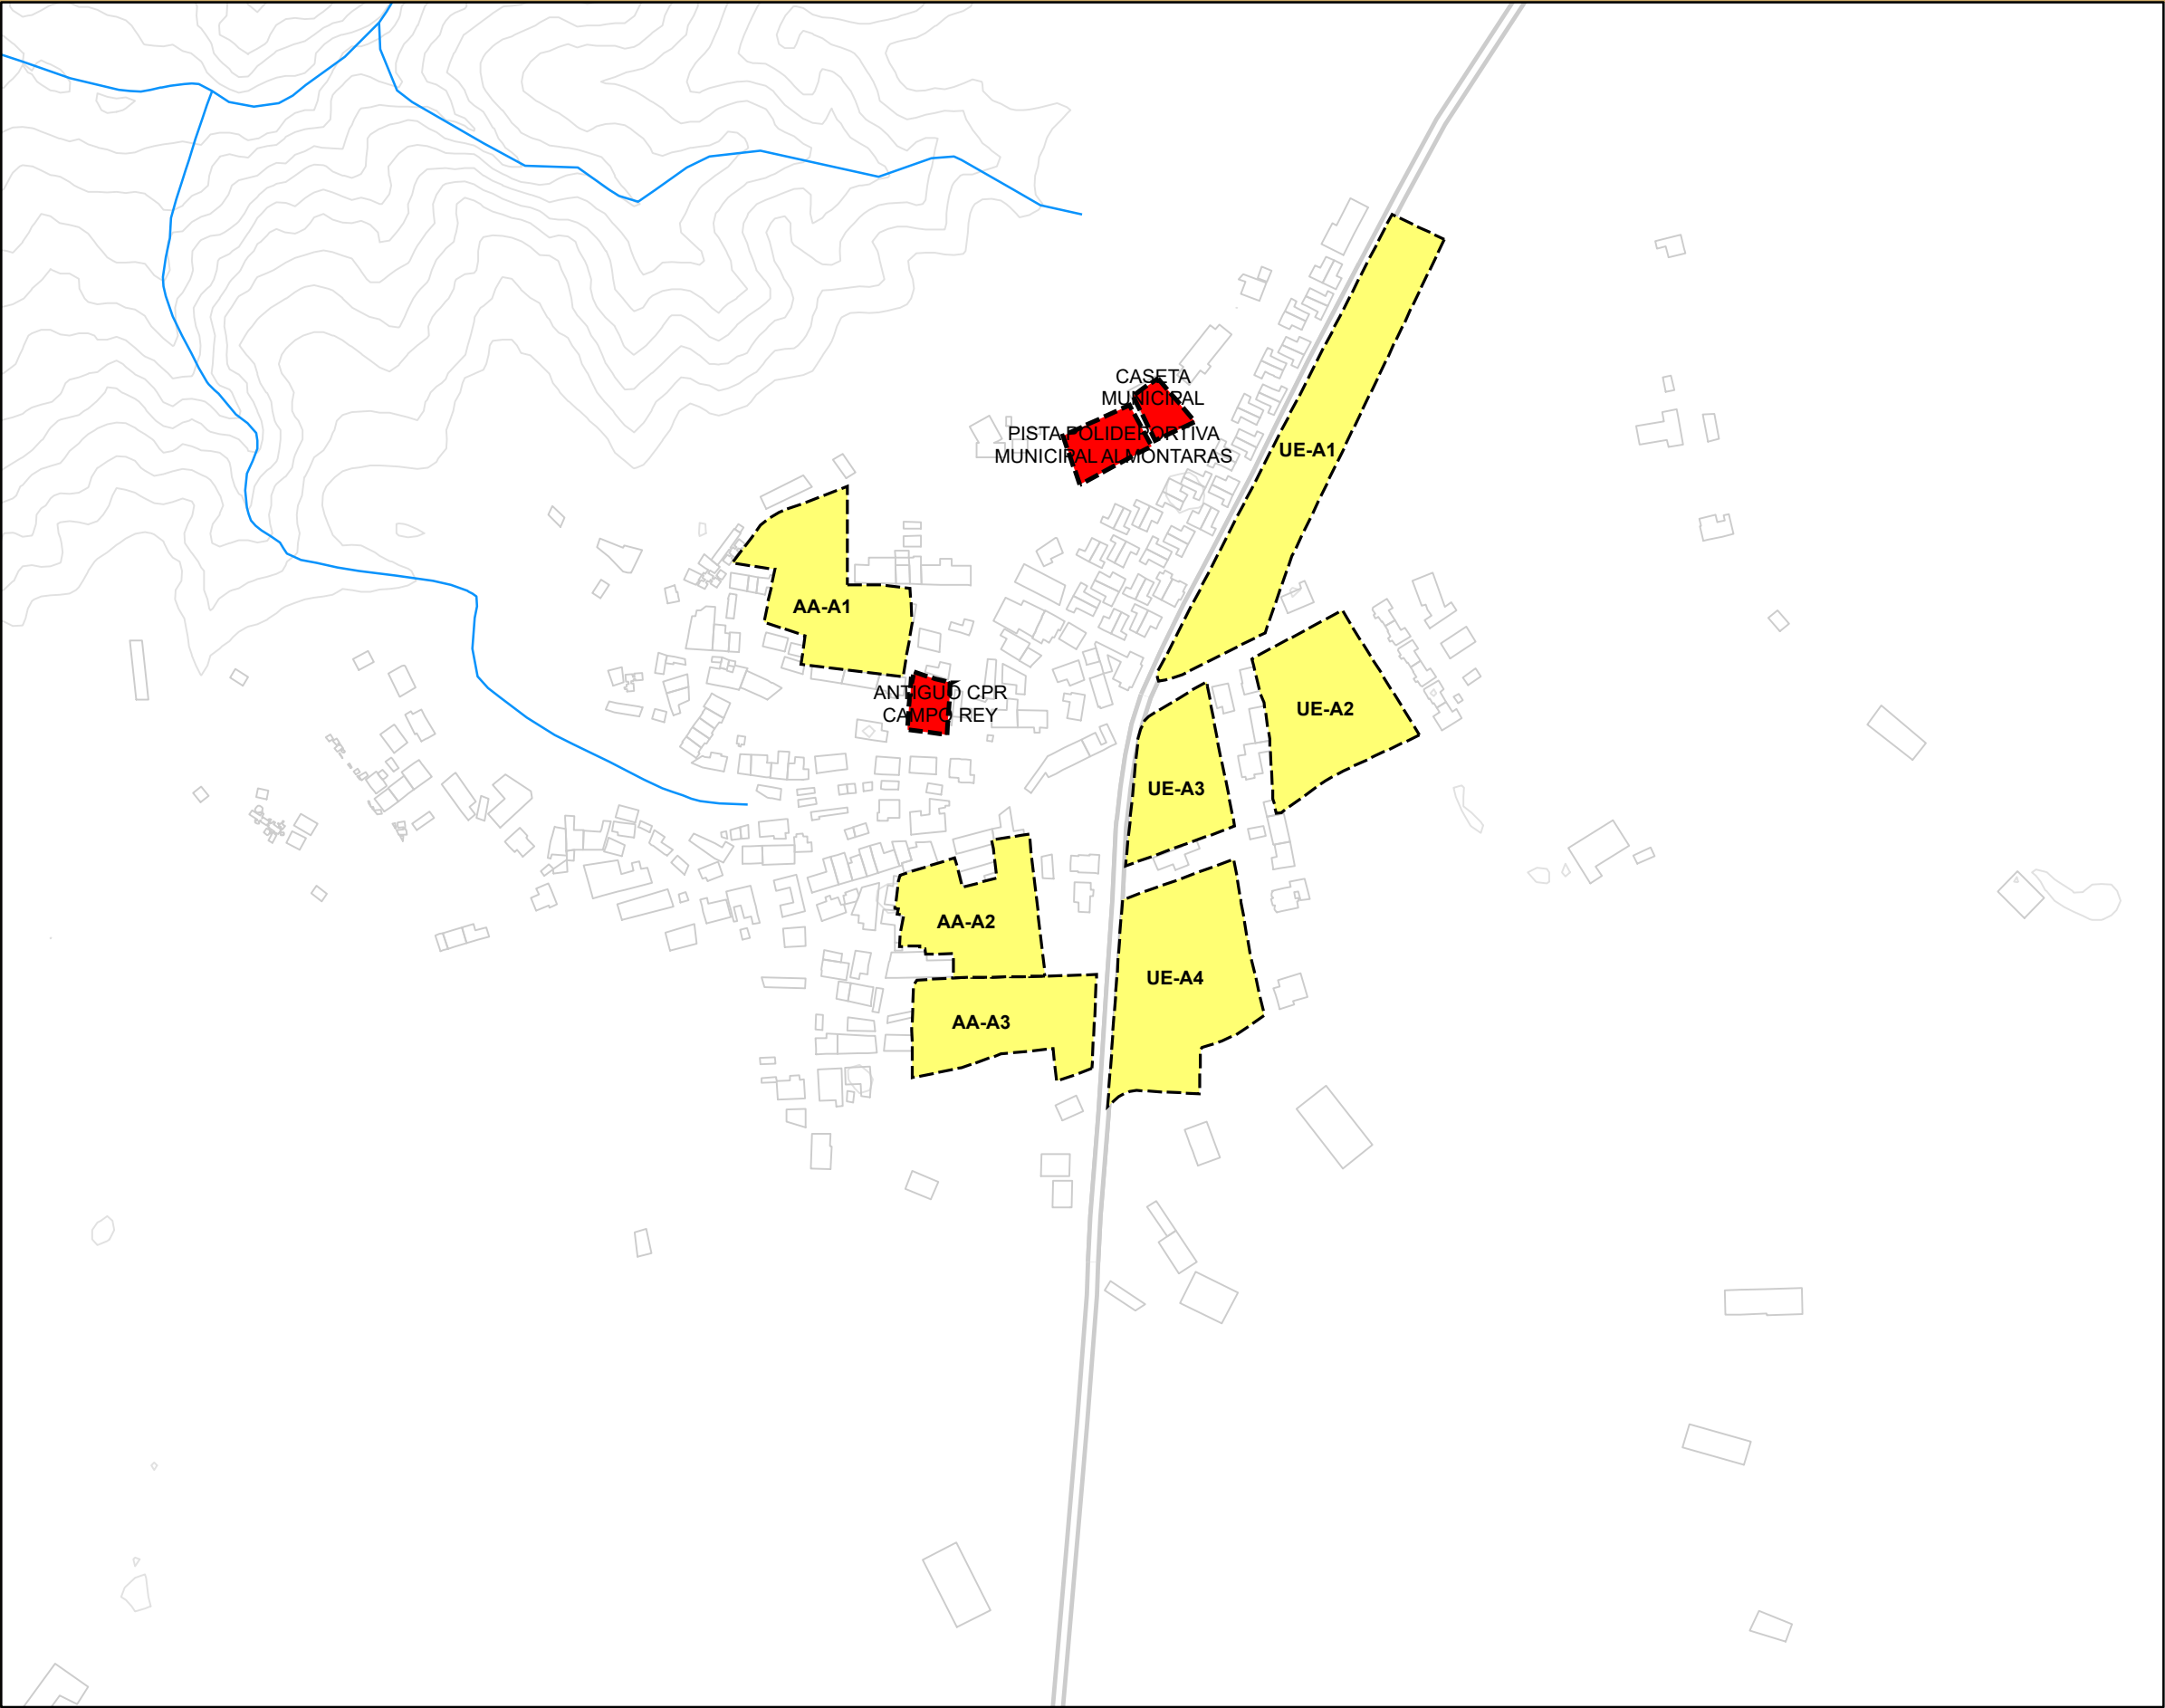 CASETA
MUNICIPAL
PISTA POLIDEPORTIVA
MUNICIPAL ALMONTARAS
UE-A1
AA-A1
ANTIGUO CPR
CAMPO REY
UE-A2
UE-A3
AA-A2
UE-A4
AA-A3